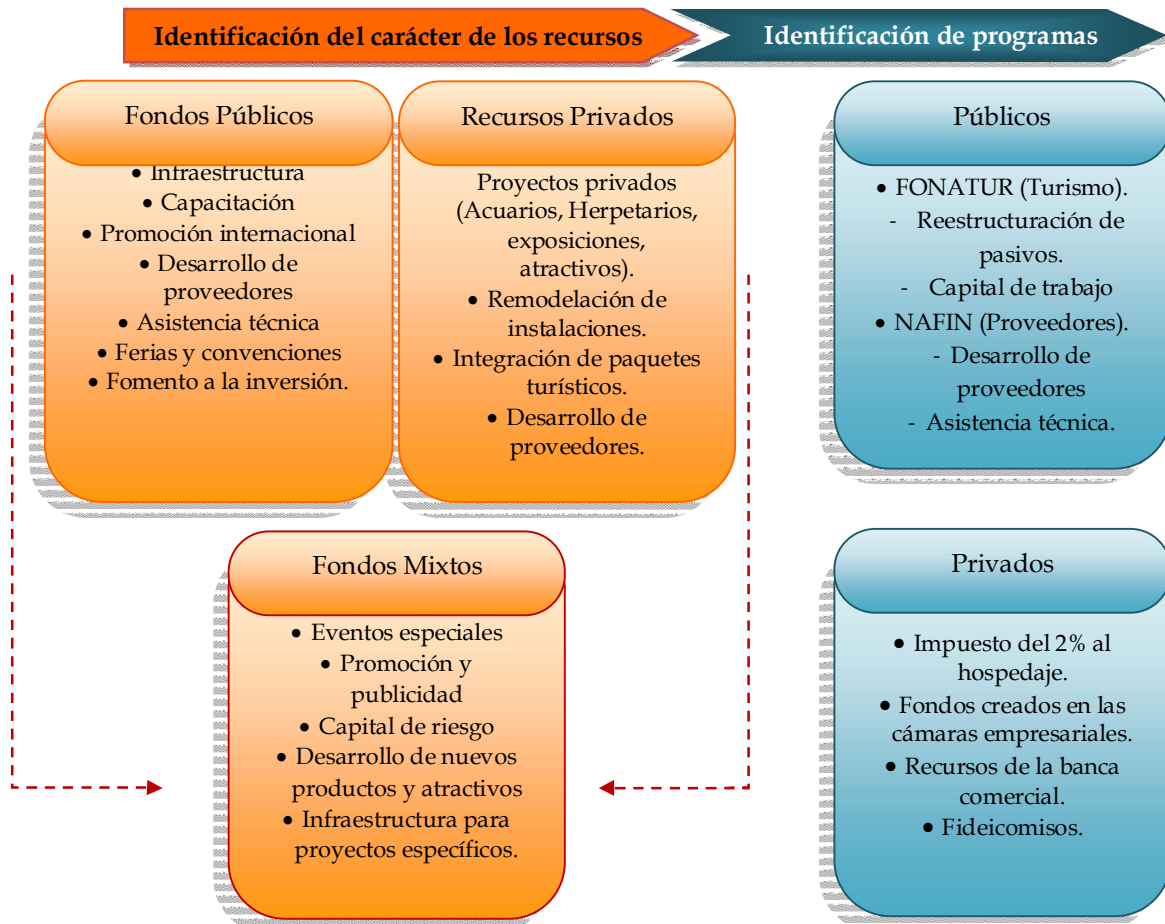 Identificación del carácter de los recursos
Identificación de programas
Fondos Públicos
• Infraestructura
• Capacitación
• Promoción internacional
• Desarrollo de
proveedores
• Asistencia técnica
• Ferias y convenciones
• Fomento a la inversión.
Recursos Privados
Proyectos privados
(Acuarios, Herpetarios,
exposiciones,
atractivos).
• Remodelación de
instalaciones.
• Integración de paquetes
turísticos.
• Desarrollo de
proveedores.
Públicos
• FONATUR (Turismo).
- Reestructuración de
pasivos.
- Capital de trabajo
• NAFIN (Proveedores).
- Desarrollo de
proveedores
- Asistencia técnica.
Fondos Mixtos
• Eventos especiales
• Promoción y
publicidad
• Capital de riesgo
• Desarrollo de nuevos
productos y atractivos
• Infraestructura para
proyectos específicos.
Privados
• Impuesto del 2% al
hospedaje.
• Fondos creados en las
cámaras empresariales.
• Recursos de la banca
comercial.
• Fideicomisos.